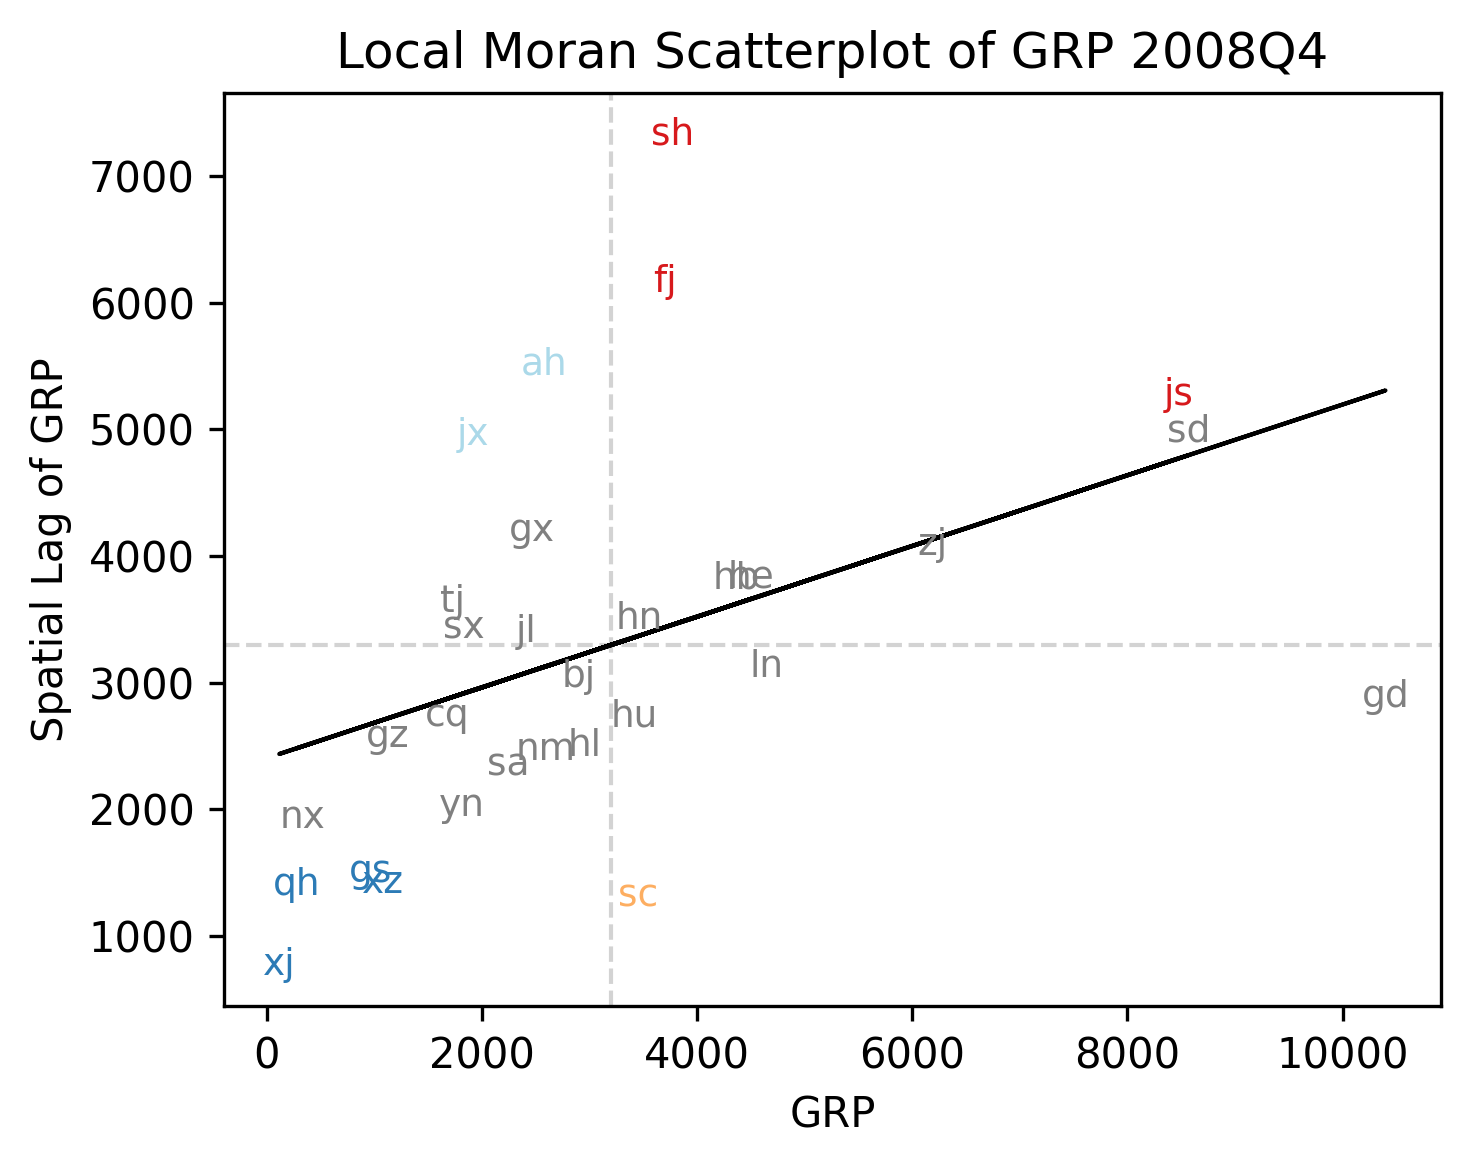 Local Moran Scatterplot of GRP 2008Q4
Spatial Lag of GRP
7000
6000
5000
4000
3000
2000
1000
sh
fj
ah
js
jx
sd
gx
zj
hb
he
tj
hn
sx
jl
ln
bj
gd
cq
hu
gz
nm
hl
sa
yn
nx
gs
qh
xz
sc
xj
0 2000 4000 6000 8000 10000
GRP